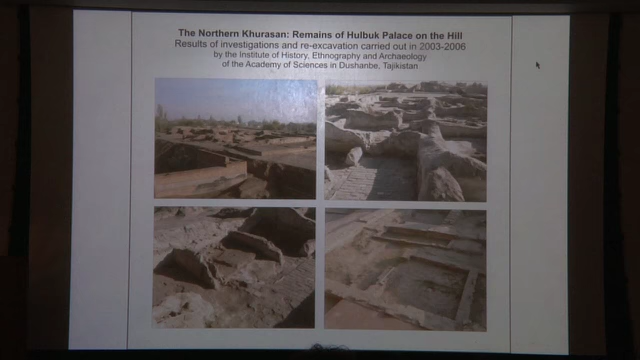 The Northern Khurasan: Remains of Hulbuk Palace on the Hill
Results of investigations and re-excavation carried out in 2003-2006
by the Institute of History, Ethnography and Archaeology
of the Academy of Sciences in Dushanbe, Tajikistan